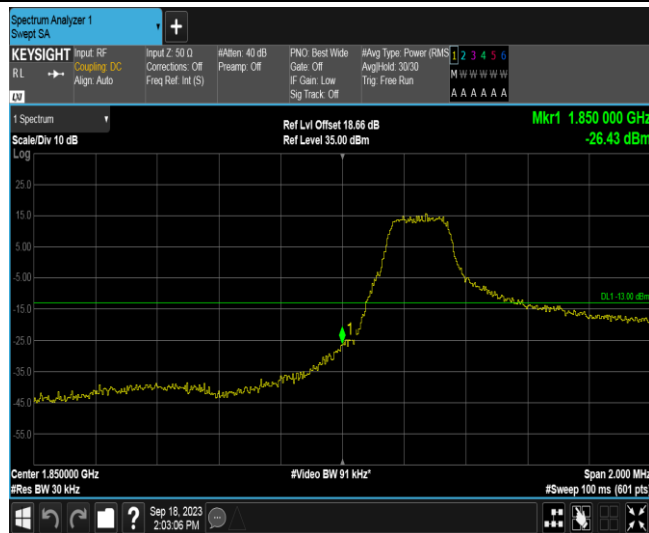 Spectrum Analyzer 1
Swept SA
+
KEYSIGHT
RL
Input: RF
Coupling: DC
Align: Auto
Input Z: 50 Ω
Corrections: Off
Freq Ref: Int (S)
#Atten: 40 dB
Preamp: Off
PNO: Best Wide
Gate: Off
IF Gain: Low
Sig Track: Off
#Avg Type: Power (RMS
Avg|Hold: 30/30
Trig: Free Run
1 2 3 4 5 6
M W W W W W
A A A A A A
LXI
1 Spectrum
Ref Lvl Offset 18.66 dB
Mkr1 1.850 000 GHz
Scale/Div 10 dB
Ref Level 35.00 dBm
-26.43 dBm
Log
25.0
15.0
5.00
-5.00
DL1 -13.00 dBm
-15.0
1
-25.0
-35.0
-45.0
-55.0
Center 1.850000 GHz
#Video BW 91 kHz*
Span 2.000 MHz
#Res BW 30 kHz
#Sweep 100 ms (601 pts)
?
Sep 18, 2023
2:03:06 PM